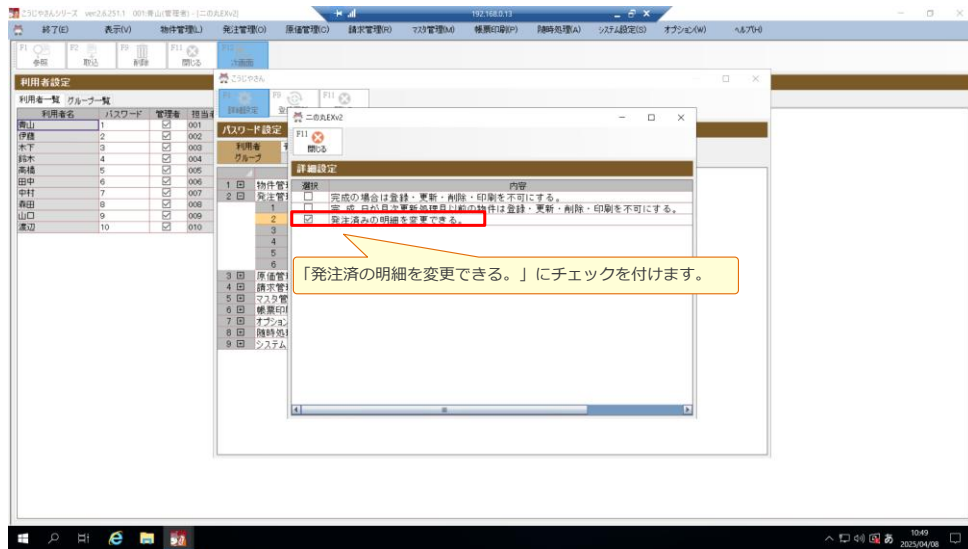 こうじやさんシリーズ ver2.6.251.1 001:青山(管理者) - [二の丸EXv2]
192.168.0.13
終了(E) 表示(V) 物件管理(L) 発注管理(O) 原価管理(C) 請求管理(R) マスタ管理(M) 帳票印刷(P) 随時処理(A) システム設定(S) オプション(W) ヘルプ(H)
F1 F2 F9 F11 F12
参照 取込 削除 閉じる 次画面
利用者設定
利用者一覧 グループ一覧
利用者名 パスワード 管理者 担当者
青山 1 001
伊藤 2 002
木下 3 003
鈴木 4 004
高橋 5 005
田中 6 006
中村 7 007
森田 8 008
山口 9 009
渡辺 10 010
こうじやさん
F9 F11
詳細設定
パスワード設定
利用者
グループ
1 物件管
2 発注管
1
2
3
4
5
6
3 原価管
4 請求管
5 マスタ管
6 帳票印
7 オプション
8 随時処
9 システム
二の丸EXv2
F11
閉じる
詳細設定
選択 内容
完成の場合は登録・更新・削除・印刷を不可にする。
完 成 日が月次更新処理月以前の物件は登録・更新・削除・印刷を不可にする。
発注済みの明細を変更できる。
「発注済の明細を変更できる。」にチェックを付けます。
あ
10:49
2025/04/08